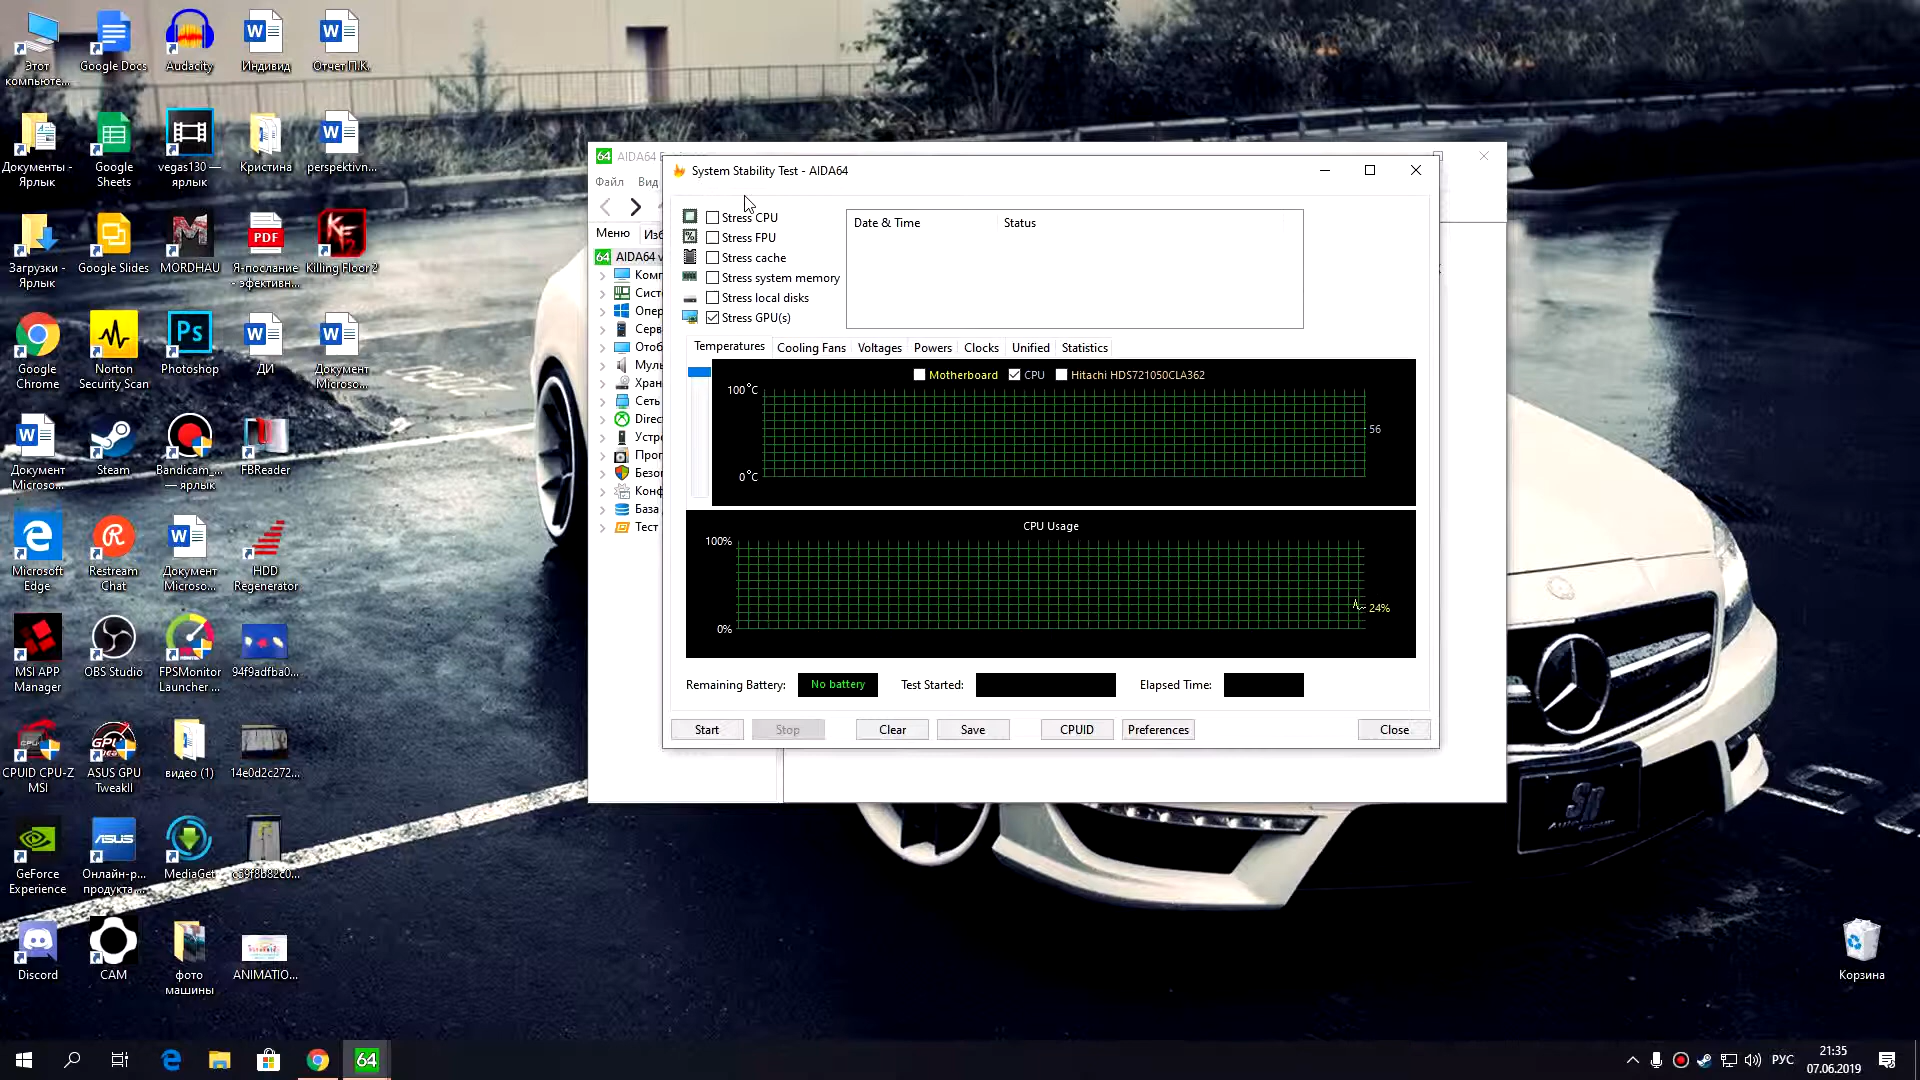 Этот
компьюте...
Google Docs
Audacity
Индивид
Отчет П.К.
Документы -
Ярлык
Google
Sheets
vegas130 —
ярлык
Кристина
perspektivn...
Загрузки -
Ярлык
Google Slides
MORDHAU
PDF
Я-послание
- эфективн...
Killing Floor 2
Google
Chrome
Norton
Security Scan
Ps
Photoshop
ДИ
Документ
Microso...
Документ
Microso...
Steam
Bandicam_...
— ярлык
FBReader
Microsoft
Edge
Restream
Chat
Документ
Microso...
HDD
Regenerator
MSI APP
Manager
OBS Studio
FPSMonitor
Launcher ...
94f9adfba0...
CPUID CPU-Z
MSI
ASUS GPU
TweakII
видео (1)
14e0d2c272...
GeForce
Experience
Онлайн-р...
продукта ...
MediaGet
Discord
CAM
фото
машины
ANIMATIO...
Корзина
64 AIDA64
Файл Вид
Меню Изб
64 AIDA64 v
Комп
Сист
Опер
Серв
Отоб
Муль
Хран
Сеть
Direc
Устро
Прог
Безо
Конф
База
Тест
System Stability Test - AIDA64
Stress CPU
Stress FPU
Stress cache
Stress system memory
Stress local disks
Stress GPU(s)
Date & Time Status
Temperatures Cooling Fans Voltages Powers Clocks Unified Statistics
Motherboard CPU Hitachi HDS721050CLA362
100°C
56
0°C
CPU Usage
100%
24%
0%
Remaining Battery: No battery Test Started: Elapsed Time:
Start Stop Clear Save CPUID Preferences Close
64
РУС
21:35
07.06.2019